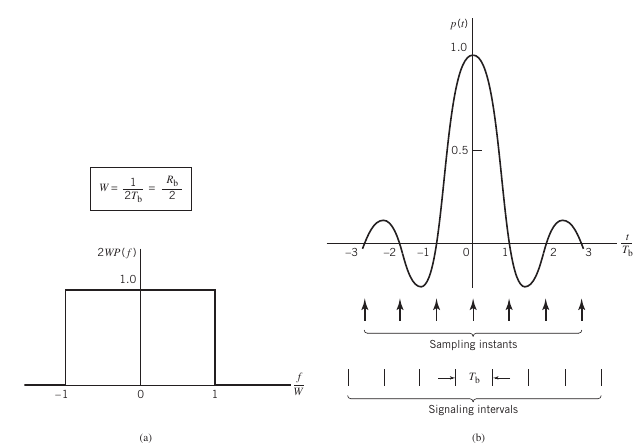 W = 1/2T_b = R_b/2
2WP(f)
1.0
−1 0 1
f/W
(a)
p(t)
1.0
0.5
−3 −2 −1 0 1 2 3
t/T_b
Sampling instants
T_b
Signaling intervals
(b)